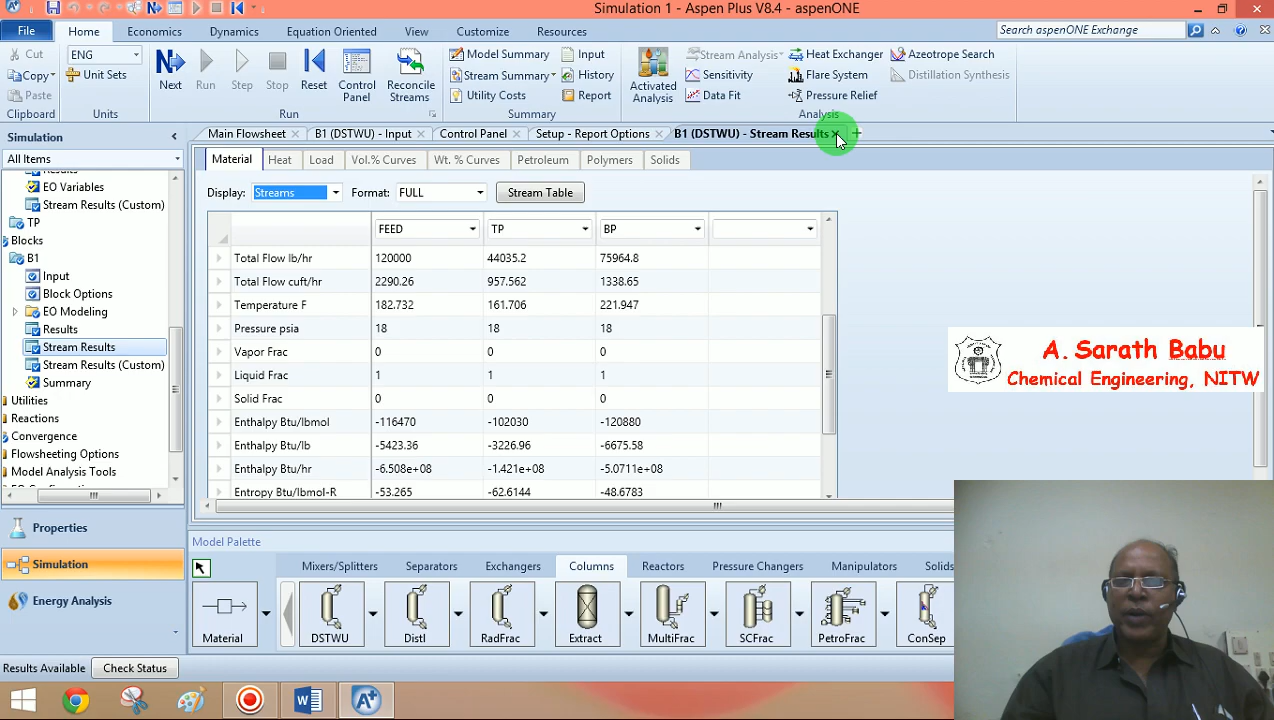 Simulation 1 - Aspen Plus V8.4 - aspenONE
File Home Economics Dynamics Equation Oriented View Customize Resources Search aspenONE Exchange
Cut ENG Model Summary Input Stream Analysis Heat Exchanger Azeotrope Search
Copy Unit Sets Next Run Step Stop Reset Control Panel Reconcile Streams Stream Summary History Activated Analysis Sensitivity Flare System Distillation Synthesis
Paste Utility Costs Report Data Fit Pressure Relief
Clipboard Units Run Summary Analysis
Simulation Main Flowsheet B1 (DSTWU) - Input Control Panel Setup - Report Options B1 (DSTWU) - Stream Results
All Items Material Heat Load Vol.% Curves Wt. % Curves Petroleum Polymers Solids
Results
EO Variables
Stream Results (Custom)
TP
Blocks
B1
Input
Block Options
EO Modeling
Results
Stream Results
Stream Results (Custom)
Summary
Utilities
Reactions
Convergence
Flowsheeting Options
Model Analysis Tools
Display: Streams Format: FULL Stream Table
FEED TP BP
Total Flow lb/hr 120000 44035.2 75964.8
Total Flow cuft/hr 2290.26 957.562 1338.65
Temperature F 182.732 161.706 221.947
Pressure psia 18 18 18
Vapor Frac 0 0 0
Liquid Frac 1 1 1
Solid Frac 0 0 0
Enthalpy Btu/lbmol -116470 -102030 -120880
Enthalpy Btu/lb -5423.36 -3226.96 -6675.58
Enthalpy Btu/hr -6.508e+08 -1.421e+08 -5.0711e+08
Entropy Btu/lbmol-R -53.265 -62.6144 -48.6783
A. Sarath Babu
Chemical Engineering, NITW
Properties
Simulation
Energy Analysis
Model Palette
Mixers/Splitters Separators Exchangers Columns Reactors Pressure Changers Manipulators Solids
Material DSTWU Distl RadFrac Extract MultiFrac SCFrac PetroFrac ConSep
Results Available Check Status